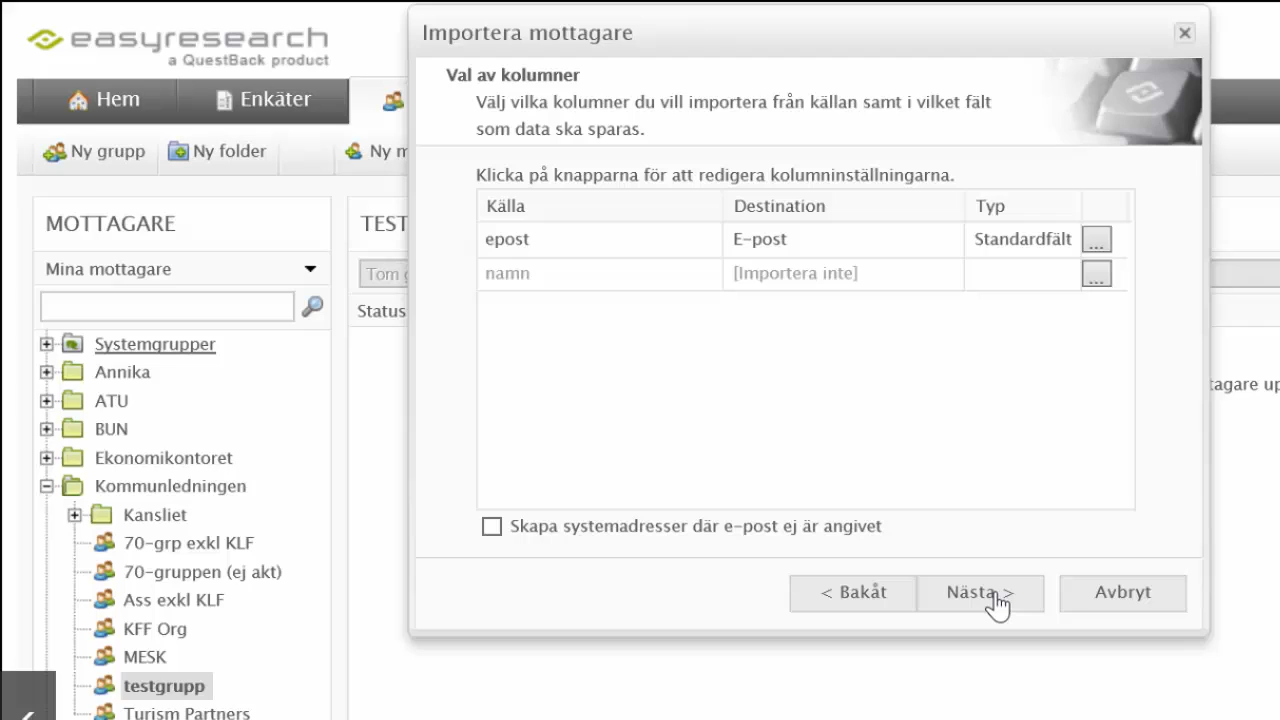 easyresearch
a QuestBack product
Hem
Enkäter
Ny grupp
Ny folder
Ny
MOTTAGARE
Mina mottagare
Systemgrupper
Annika
ATU
BUN
Ekonomikontoret
Kommunledningen
Kansliet
70-grp exkl KLF
70-gruppen (ej akt)
Ass exkl KLF
KFF Org
MESK
testgrupp
Turism Partners
TEST
Tom
Status
tagare
Importera mottagare
Val av kolumner
Välj vilka kolumner du vill importera från källan samt i vilket fält
som data ska sparas.
Klicka på knapparna för att redigera kolumninställningarna.
Källa Destination Typ
epost E-post Standardfält ...
namn [Importera inte] ...
Skapa systemadresser där e-post ej är angivet
< Bakåt Nästa > Avbryt